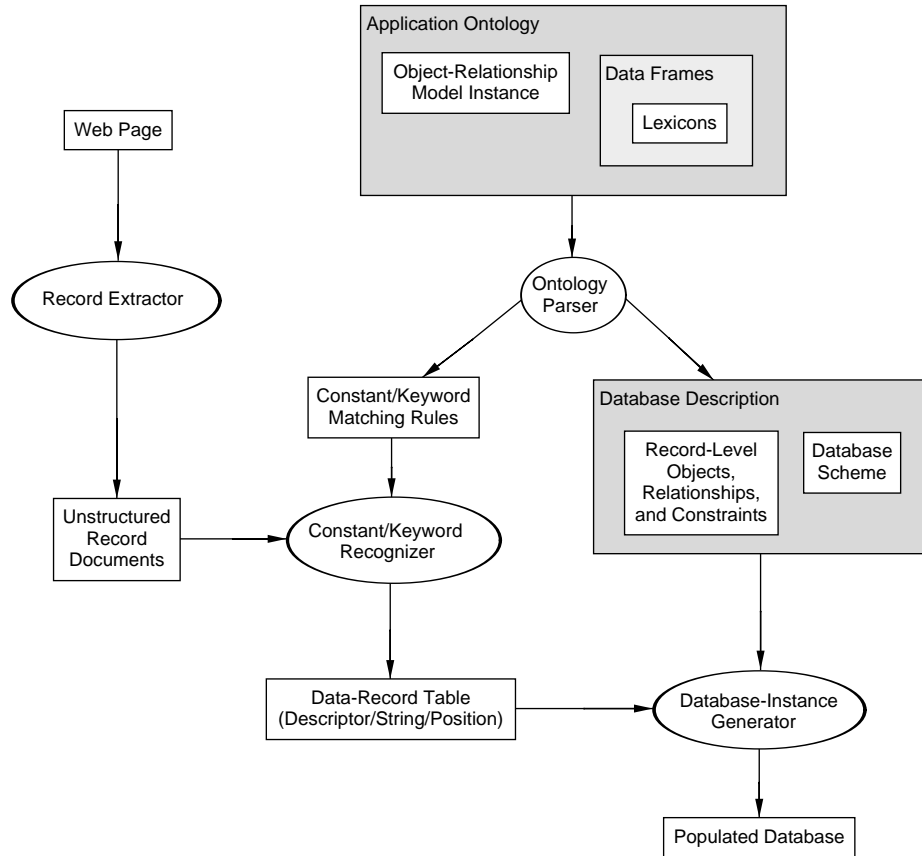 Application Ontology
Object-Relationship
Model Instance
Data Frames
Lexicons
Web Page
Record Extractor
Ontology
Parser
Constant/Keyword
Matching Rules
Database Description
Record-Level
Objects,
Relationships,
and Constraints
Database
Scheme
Unstructured
Record
Documents
Constant/Keyword
Recognizer
Data-Record Table
(Descriptor/String/Position)
Database-Instance
Generator
Populated Database